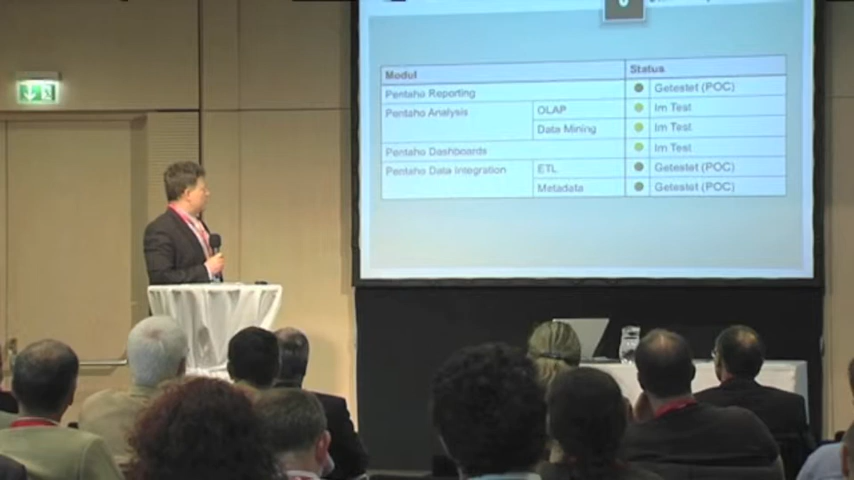 Modul Status
Pentaho Reporting Getestet (POC)
Pentaho Analysis OLAP Im Test
Data Mining Im Test
Pentaho Dashboards Im Test
Pentaho Data Integration ETL Getestet (POC)
Metadata Getestet (POC)